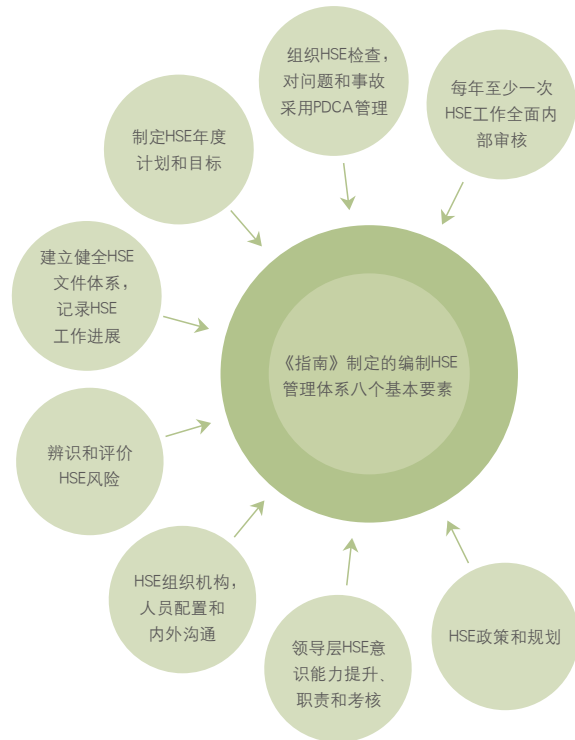 组织HSE检查，
对问题和事故
采用PDCA管理
每年至少一次
HSE工作全面内
部审核
制定HSE年度
计划和目标
建立健全HSE
文件体系，
记录HSE
工作进展
《指南》制定的编制HSE
管理体系八个基本要素
辨识和评价
HSE风险
HSE组织机构，
人员配置和
内外沟通
领导层HSE意
识能力提升、
职责和考核
HSE政策和规划